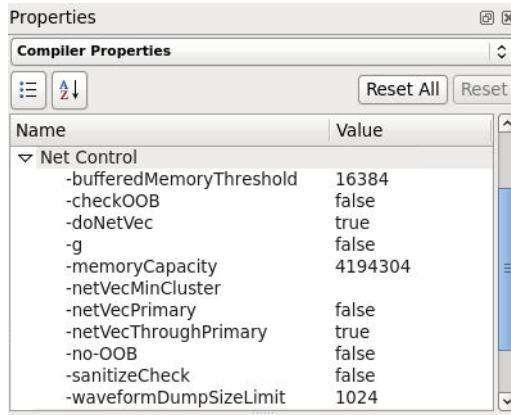 Properties
Compiler Properties
Reset All Reset
Name Value
Net Control
-bufferedMemoryThreshold 16384
-checkOOB false
-doNetVec true
-g false
-memoryCapacity 4194304
-netVecMinCluster
-netVecPrimary false
-netVecThroughPrimary true
-no-OOB false
-sanitizeCheck false
-waveformDumpSizeLimit 1024